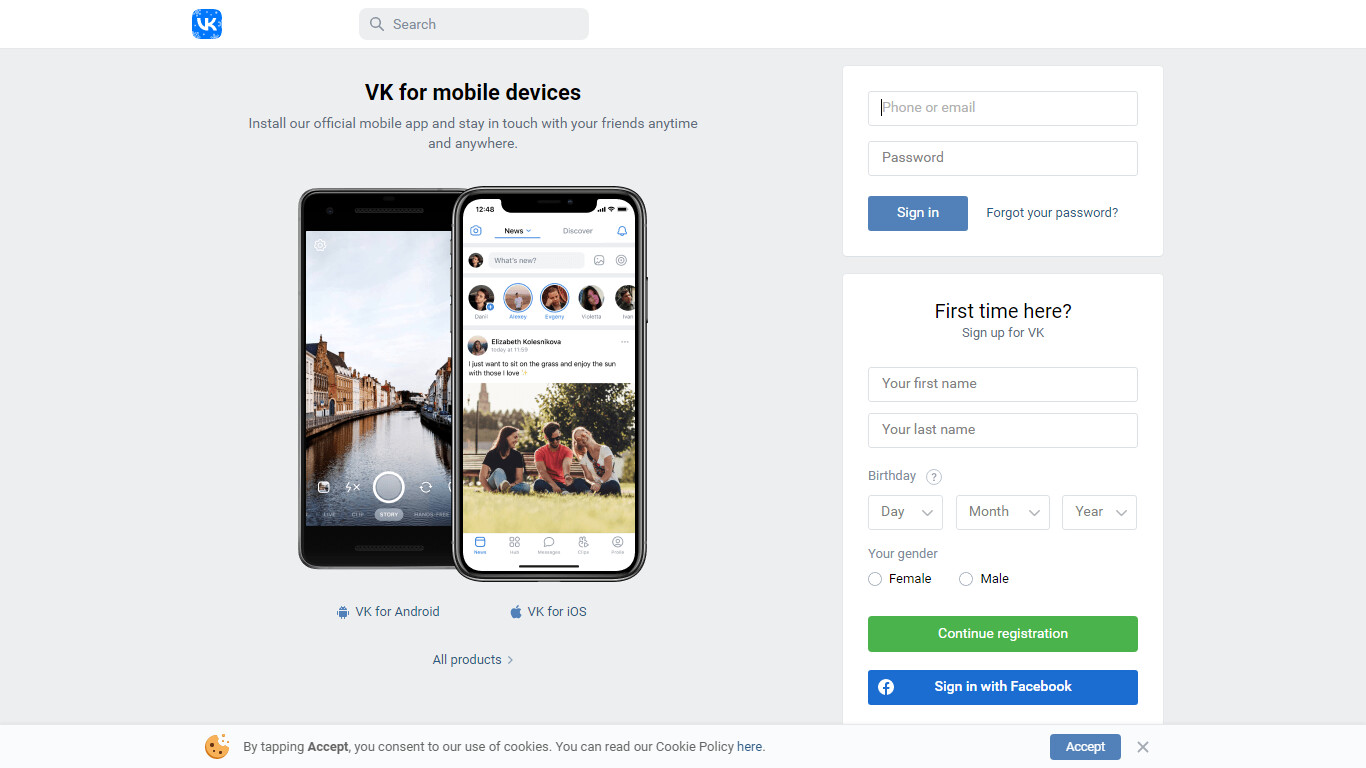 VK
Search
VK for mobile devices
Install our official mobile app and stay in touch with your friends anytime
and anywhere.
12:48
News
Discover
What's new?
Danil
Alexey
Evgeny
Violetta
Ivan
Elizabeth Kolesnikova
today at 11:59
I just want to sit on the grass and enjoy the sun
with those I love ✨
LIVE
CLIP
STORY
HANDS-FREE
News
Hub
Messages
Clips
Profile
VK for Android
VK for iOS
All products
Phone or email
Password
Sign in
Forgot your password?
First time here?
Sign up for VK
Your first name
Your last name
Birthday ?
Day
Month
Year
Your gender
Female
Male
Continue registration
Sign in with Facebook
By tapping Accept, you consent to our use of cookies. You can read our Cookie Policy here.
Accept